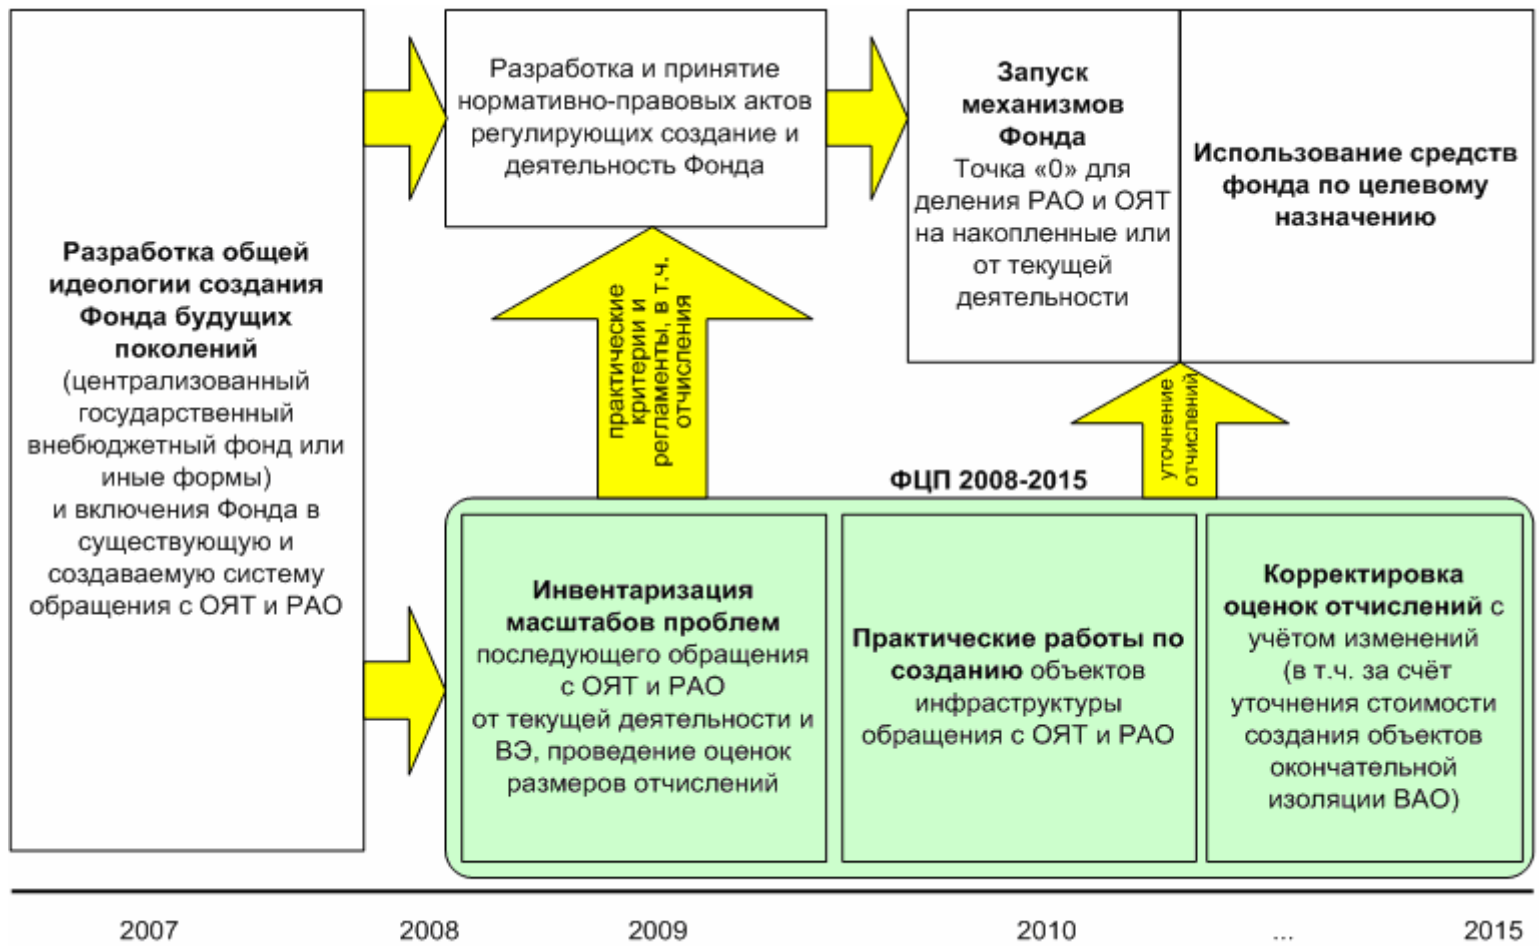 Разработка общей
идеологии создания
Фонда будущих
поколений
(централизованный
государственный
внебюджетный фонд или
иные формы)
и включения Фонда в
существующую и
создаваемую систему
обращения с ОЯТ и РАО
Разработка и принятие
нормативно-правовых актов
регулирующих создание и
деятельность Фонда
Запуск
механизмов
Фонда
Точка «0» для
деления РАО и ОЯТ
на накопленные или
от текущей
деятельности
Использование средств
фонда по целевому
назначению
практические
критерии и
регламенты, в т.ч.
отчисления
уточнение
отчислений
ФЦП 2008-2015
Инвентаризация
масштабов проблем
последующего обращения
с ОЯТ и РАО
от текущей деятельности и
ВЭ, проведение оценок
размеров отчислений
Практические работы по
созданию объектов
инфраструктуры
обращения с ОЯТ и РАО
Корректировка
оценок отчислений с
учётом изменений
(в т.ч. за счёт
уточнения стоимости
создания объектов
окончательной
изоляции ВАО)
2007 2008 2009 2010 ... 2015